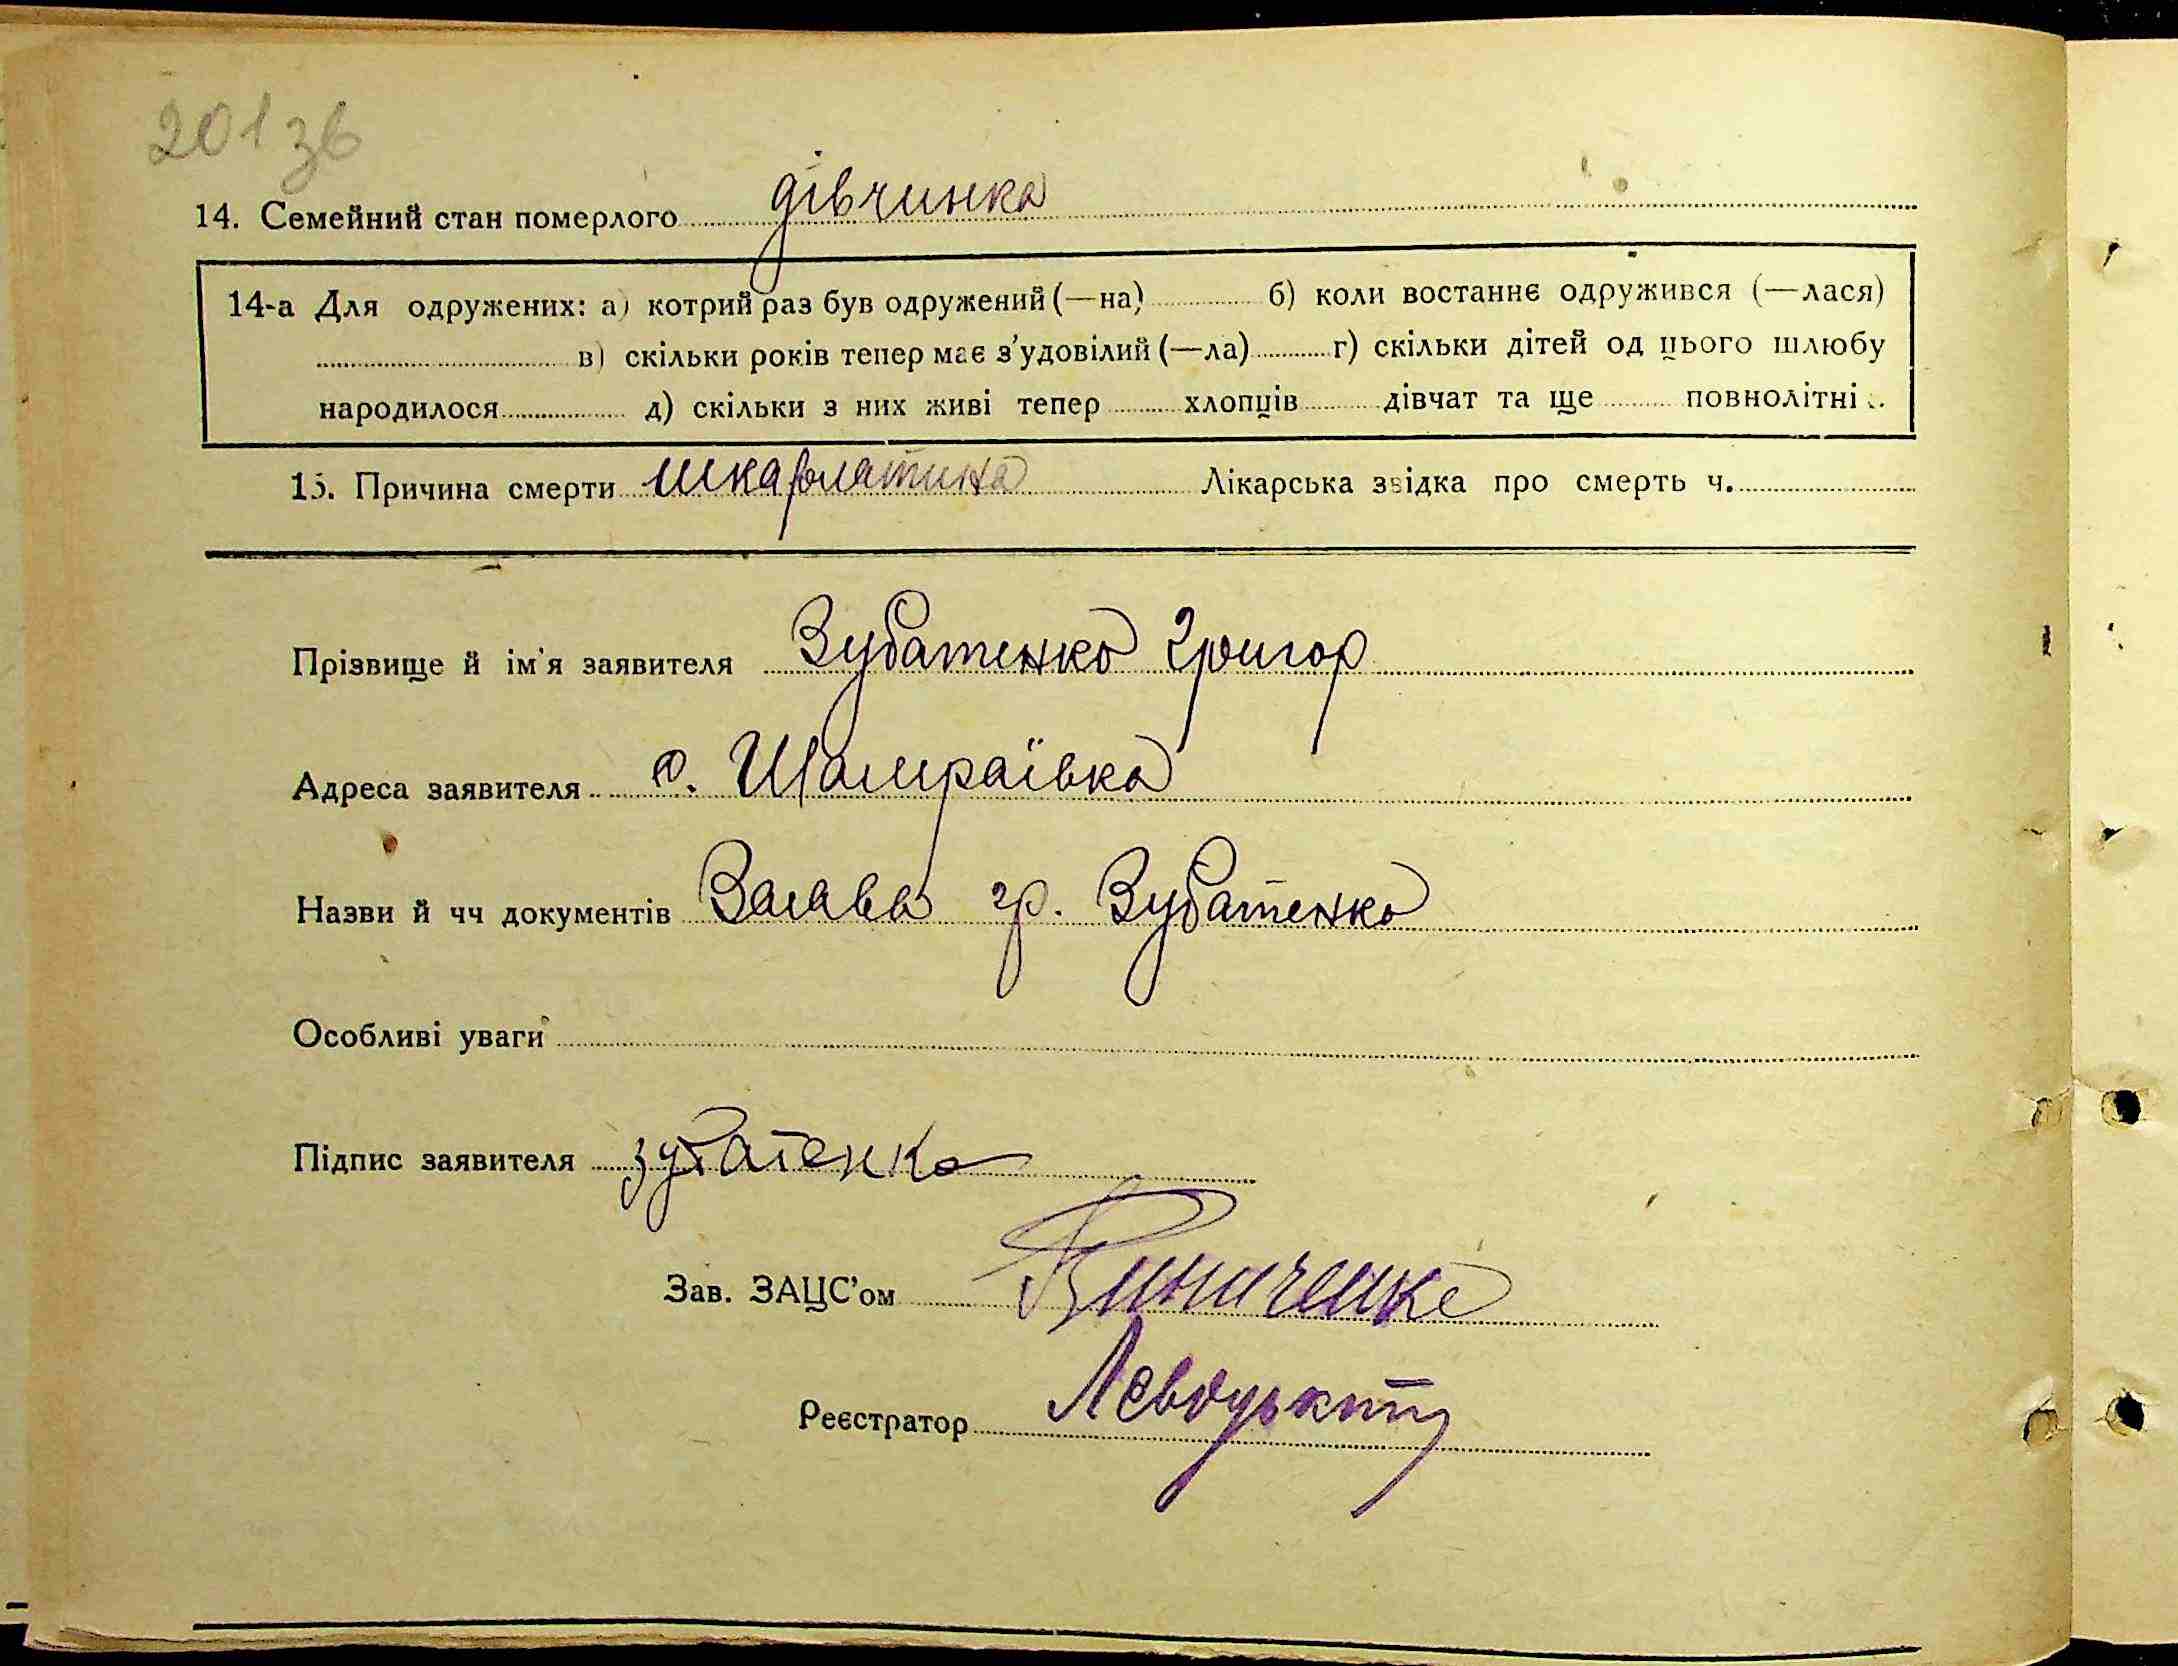 201 зв
14. Семейний стан померлого дівчинка
14-а Для одружених: а) котрий раз був одружений (—на) б) коли востаннє одружився (—лася)
в) скільки років тепер має з'удовілий (—ла) г) скільки дітей од цього шлюбу
народилося д) скільки з них живі тепер хлопців дівчат та ще повнолітні
15. Причина смерти шкарлатина Лікарська звідка про смерть ч.
Прізвище й ім'я заявителя Зубатенко Григор
Адреса заявителя с. Шамраївка
Назви й чч документів гр. Зубатенко
Особливі уваги
Підпис заявителя Зубатенко
Зав. ЗАЦС'ом Виниченко
Реєстратор